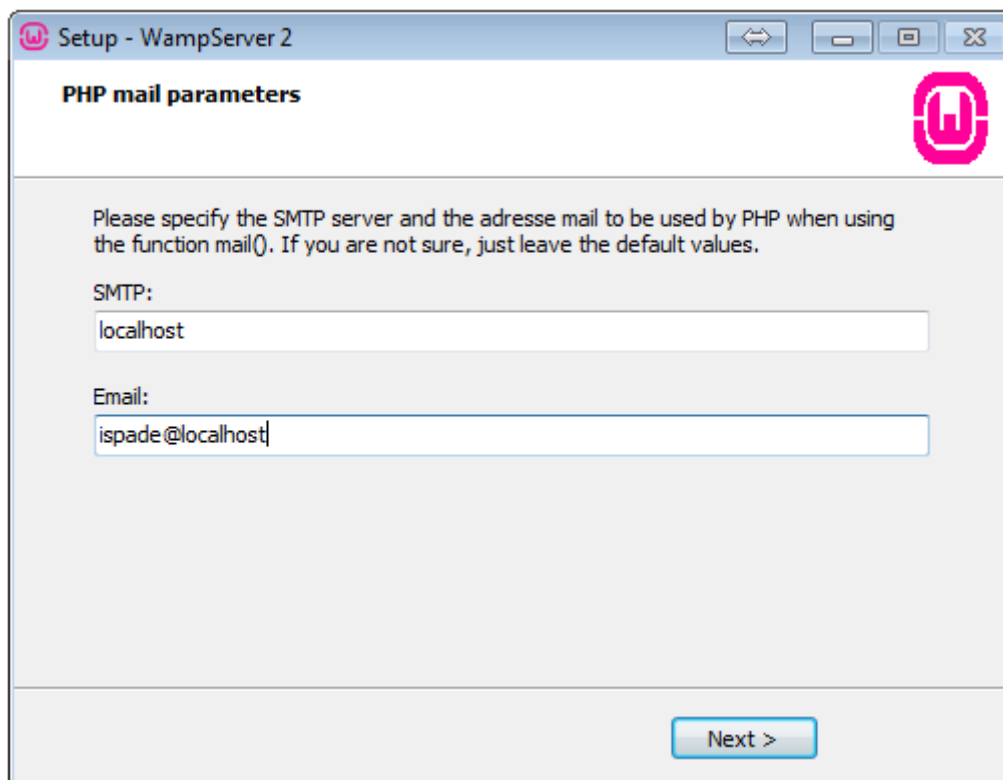 Setup - WampServer 2
PHP mail parameters
Please specify the SMTP server and the adresse mail to be used by PHP when using
the function mail(). If you are not sure, just leave the default values.
SMTP:
localhost
Email:
ispade@localhost
Next >